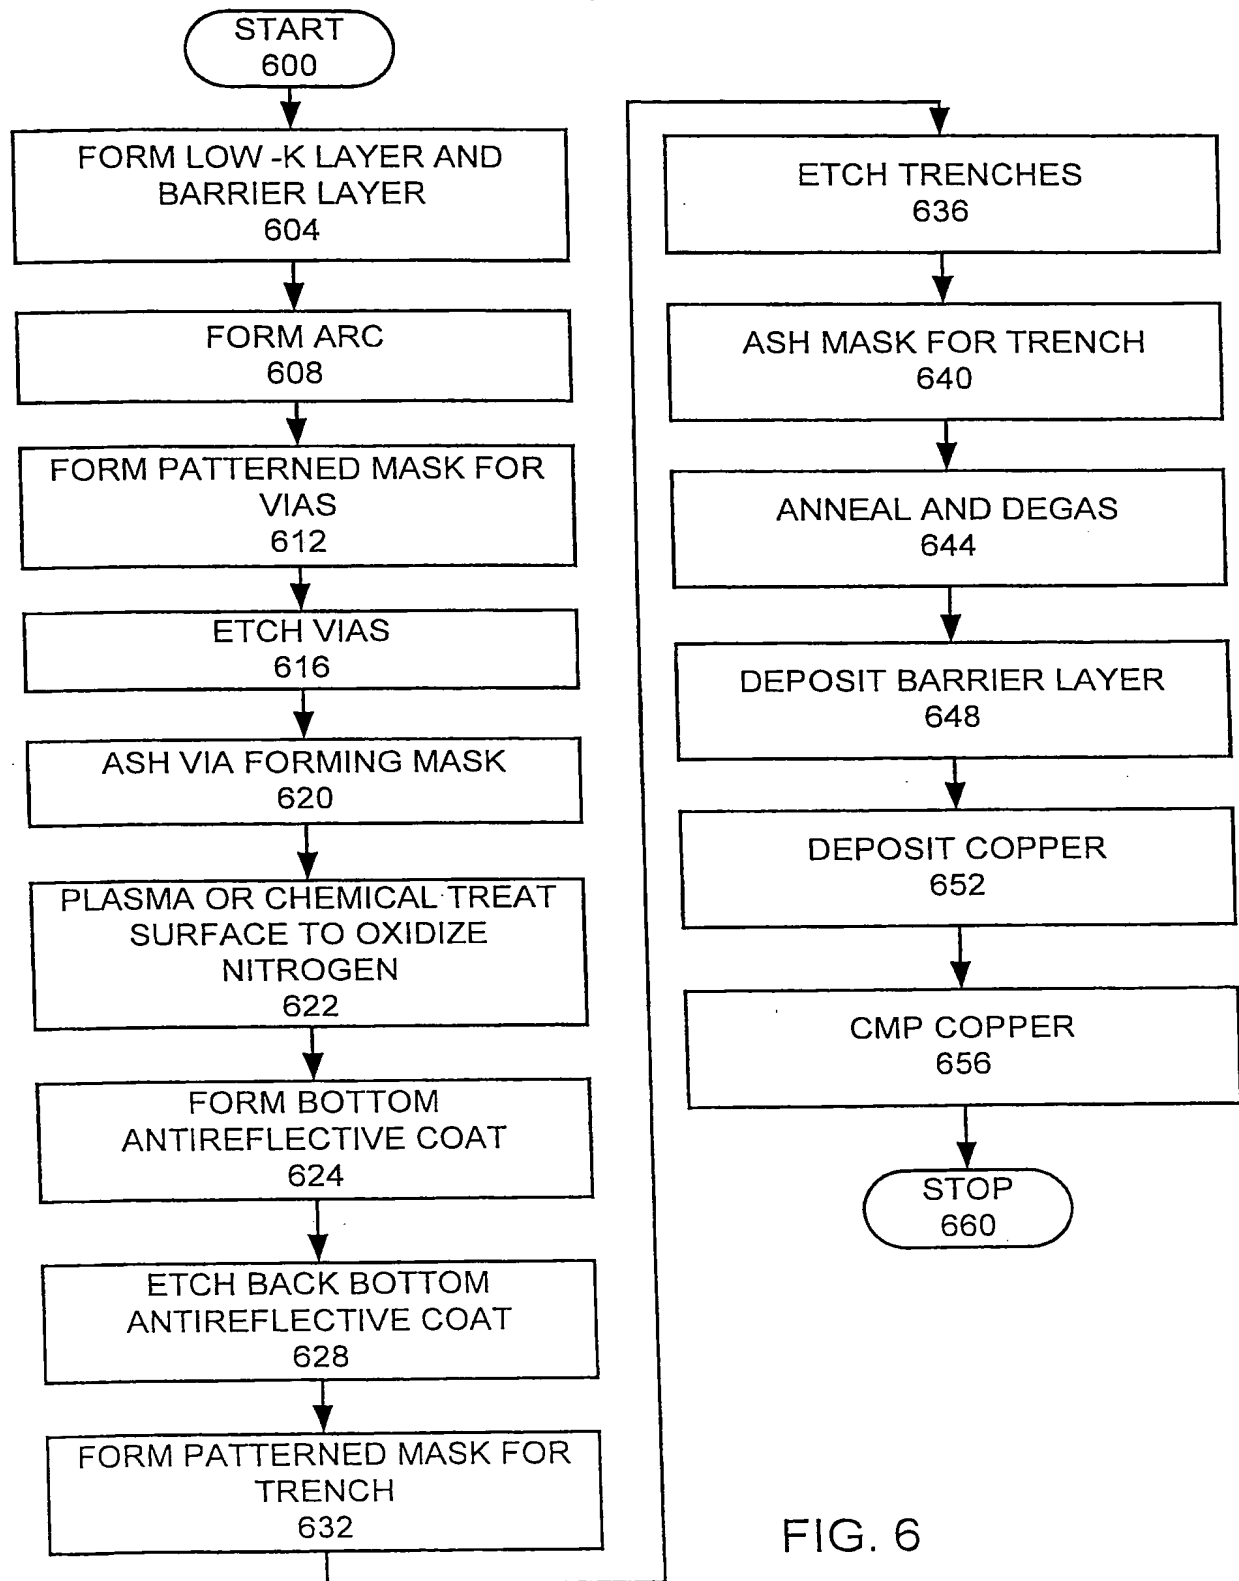 START
600
FORM LOW -K LAYER AND
BARRIER LAYER
604
FORM ARC
608
FORM PATTERNED MASK FOR
VIAS
612
ETCH VIAS
616
ASH VIA FORMING MASK
620
PLASMA OR CHEMICAL TREAT
SURFACE TO OXIDIZE
NITROGEN
622
FORM BOTTOM
ANTIREFLECTIVE COAT
624
ETCH BACK BOTTOM
ANTIREFLECTIVE COAT
628
FORM PATTERNED MASK FOR
TRENCH
632
ETCH TRENCHES
636
ASH MASK FOR TRENCH
640
ANNEAL AND DEGAS
644
DEPOSIT BARRIER LAYER
648
DEPOSIT COPPER
652
CMP COPPER
656
STOP
660
FIG. 6